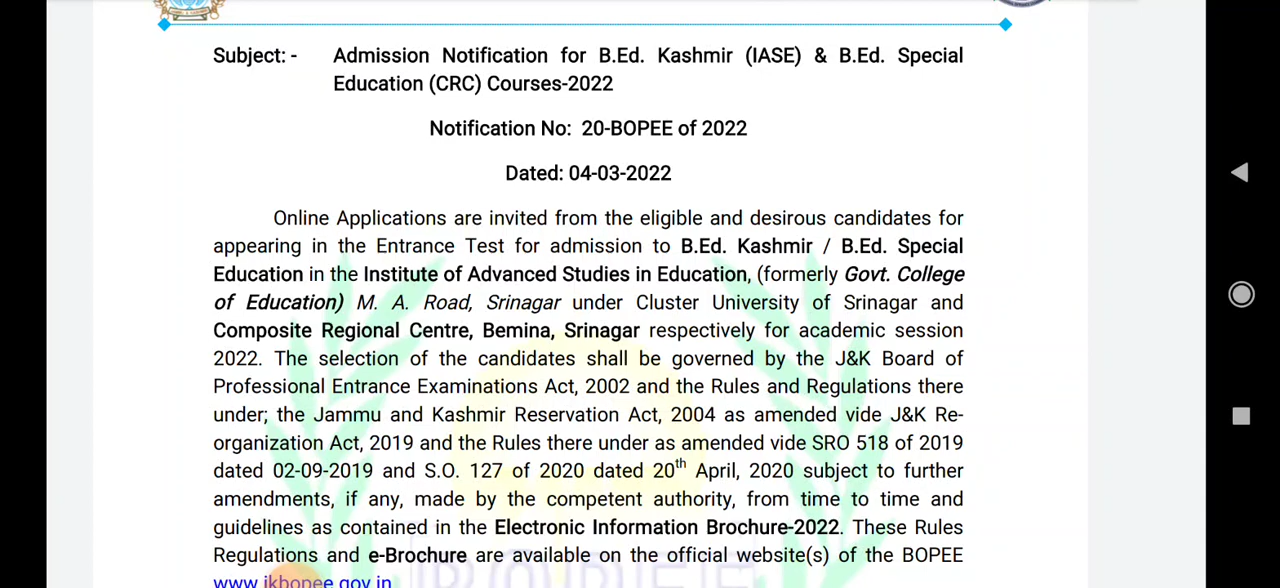 Subject: - Admission Notification for B.Ed. Kashmir (IASE) & B.Ed. Special
Education (CRC) Courses-2022
Notification No: 20-BOPEE of 2022
Dated: 04-03-2022
Online Applications are invited from the eligible and desirous candidates for
appearing in the Entrance Test for admission to B.Ed. Kashmir / B.Ed. Special
Education in the Institute of Advanced Studies in Education, (formerly Govt. College
of Education) M. A. Road, Srinagar under Cluster University of Srinagar and
Composite Regional Centre, Bemina, Srinagar respectively for academic session
2022. The selection of the candidates shall be governed by the J&K Board of
Professional Entrance Examinations Act, 2002 and the Rules and Regulations there
under; the Jammu and Kashmir Reservation Act, 2004 as amended vide J&K Re-
organization Act, 2019 and the Rules there under as amended vide SRO 518 of 2019
dated 02-09-2019 and S.O. 127 of 2020 dated 20th April, 2020 subject to further
amendments, if any, made by the competent authority, from time to time and
guidelines as contained in the Electronic Information Brochure-2022. These Rules
Regulations and e-Brochure are available on the official website(s) of the BOPEE
www.jkbopee.gov.in
BOPEE